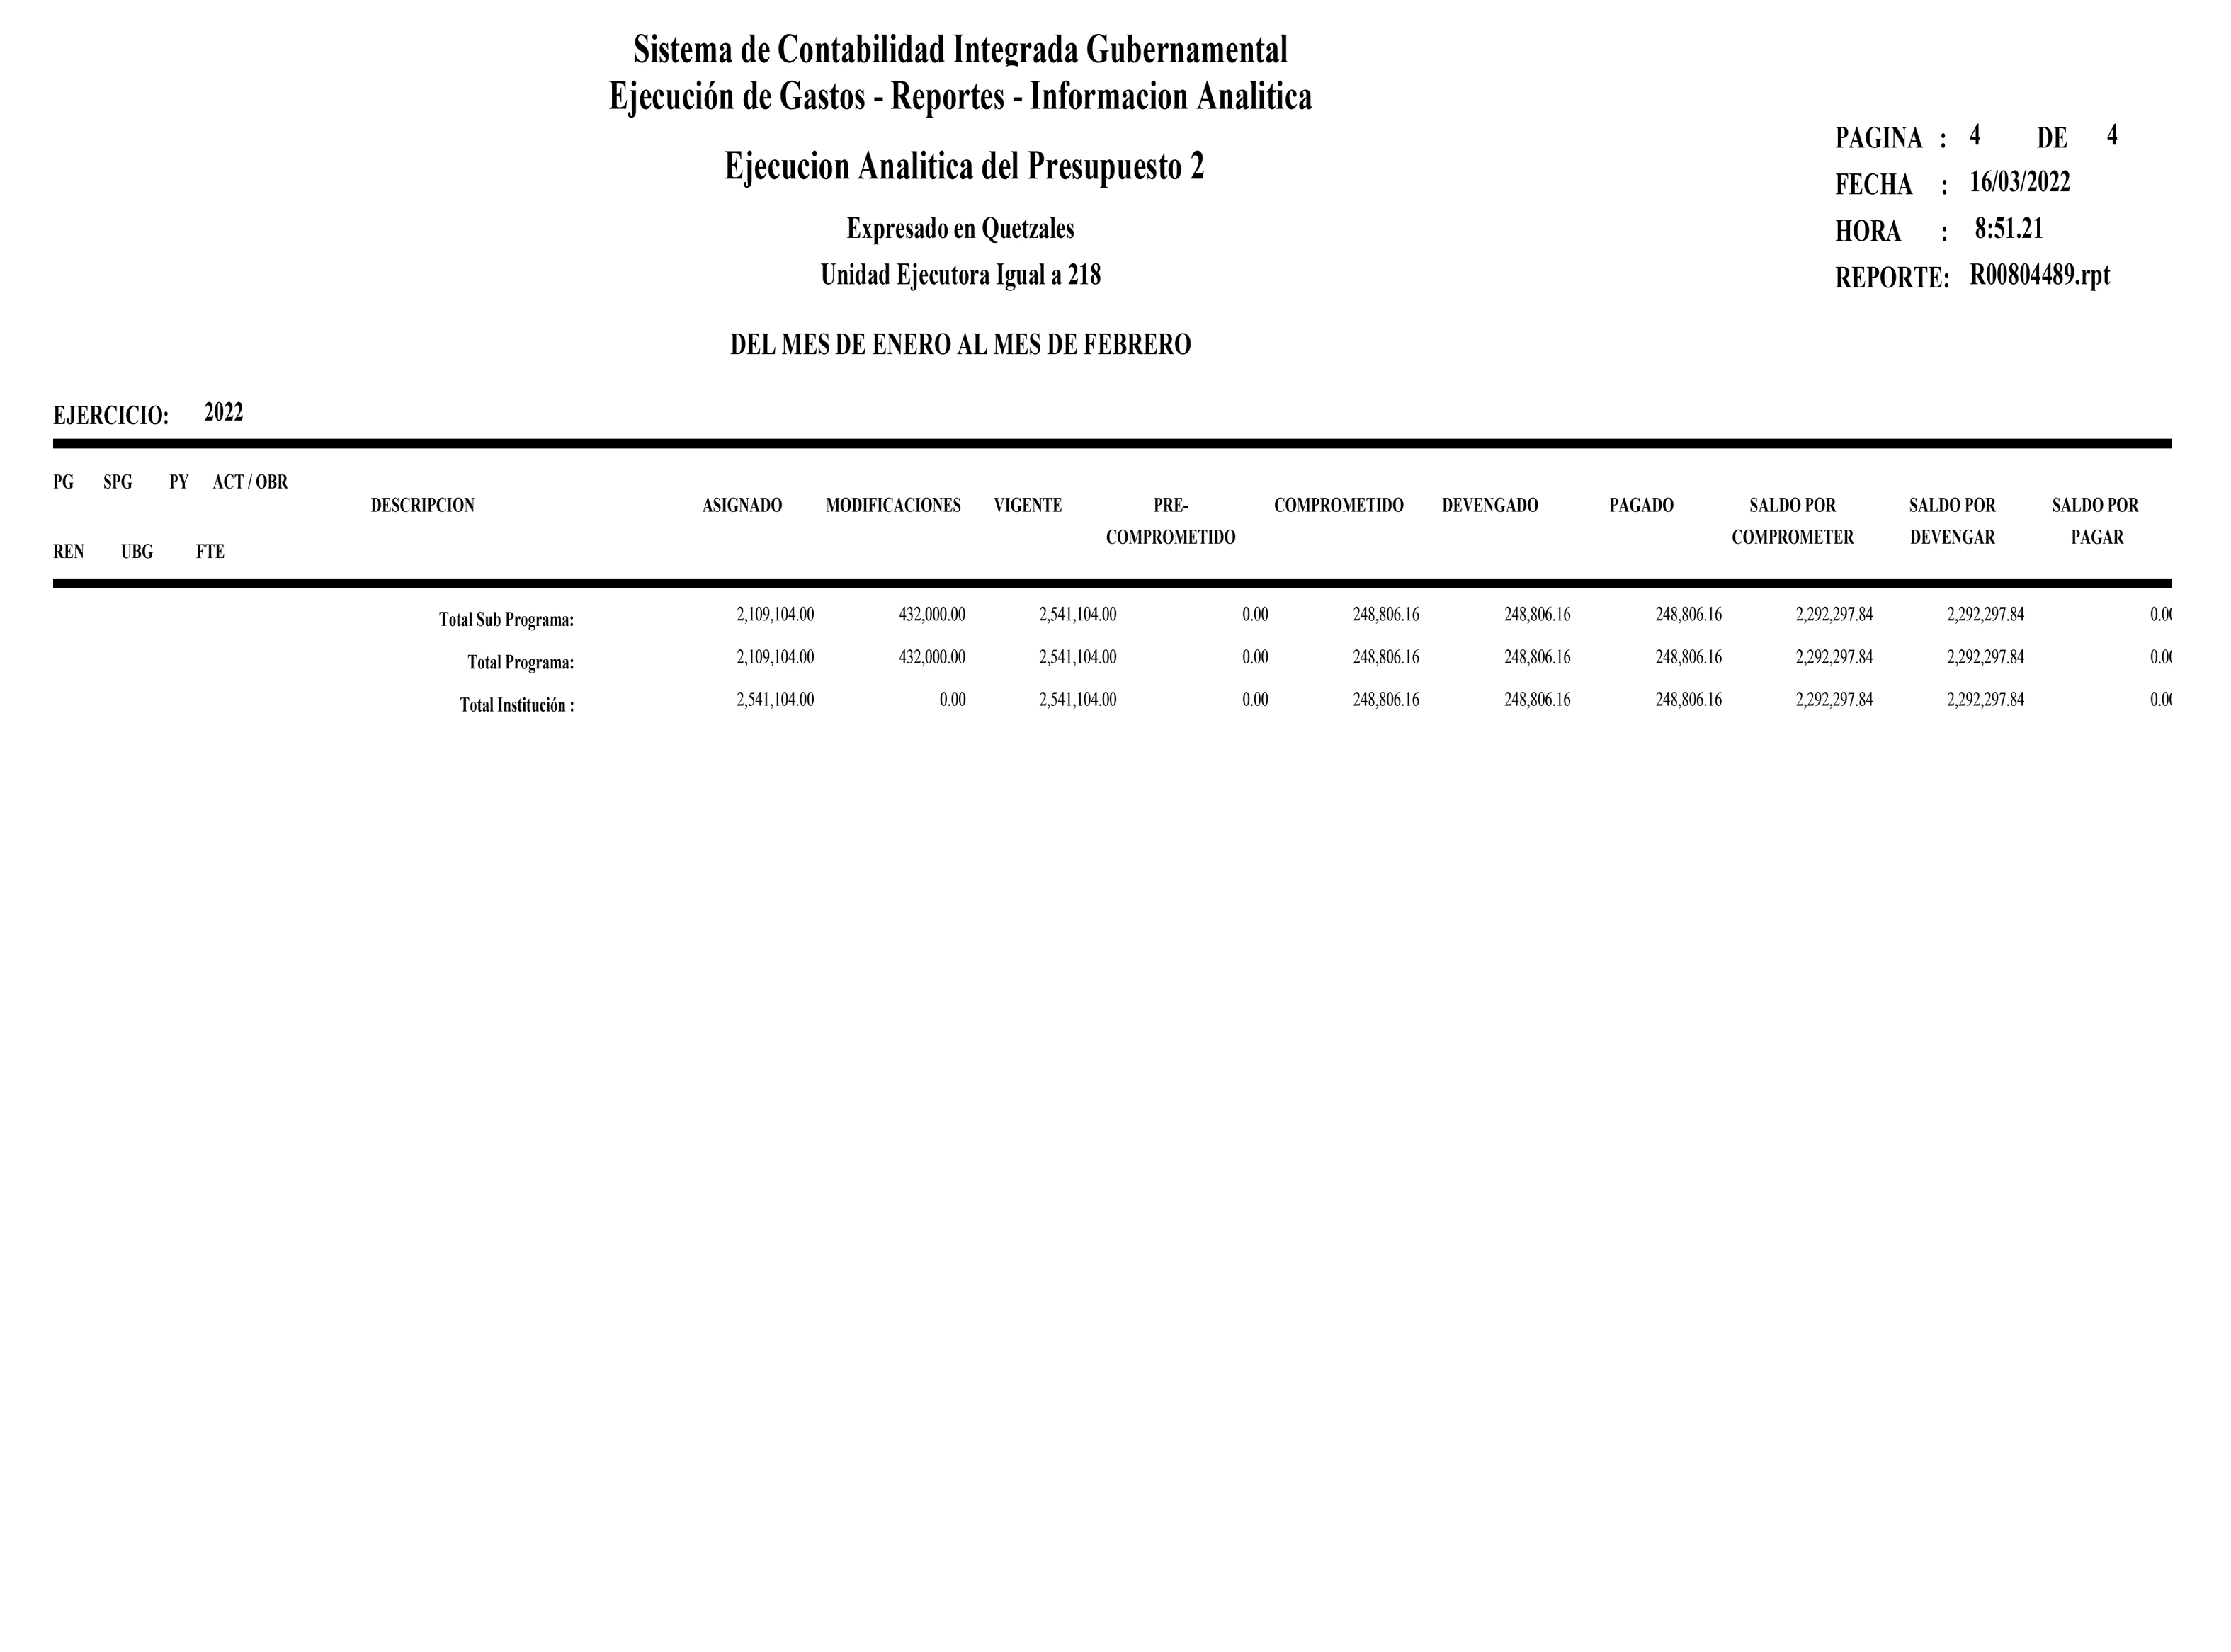 Sistema de Contabilidad Integrada Gubernamental
Ejecución de Gastos - Reportes - Informacion Analitica
Ejecucion Analitica del Presupuesto 2
Expresado en Quetzales
Unidad Ejecutora Igual a 218
DEL MES DE ENERO AL MES DE FEBRERO
PAGINA : 4 DE 4
FECHA : 16/03/2022
HORA : 8:51.21
REPORTE: R00804489.rpt
EJERCICIO: 2022
PG SPG PY ACT / OBR
DESCRIPCION ASIGNADO MODIFICACIONES VIGENTE PRE- COMPROMETIDO DEVENGADO PAGADO SALDO POR SALDO POR SALDO POR
COMPROMETIDO COMPROMETER DEVENGAR PAGAR
REN UBG FTE
Total Sub Programa: 2,109,104.00 432,000.00 2,541,104.00 0.00 248,806.16 248,806.16 248,806.16 2,292,297.84 2,292,297.84 0.00
Total Programa: 2,109,104.00 432,000.00 2,541,104.00 0.00 248,806.16 248,806.16 248,806.16 2,292,297.84 2,292,297.84 0.00
Total Institución : 2,541,104.00 0.00 2,541,104.00 0.00 248,806.16 248,806.16 248,806.16 2,292,297.84 2,292,297.84 0.00